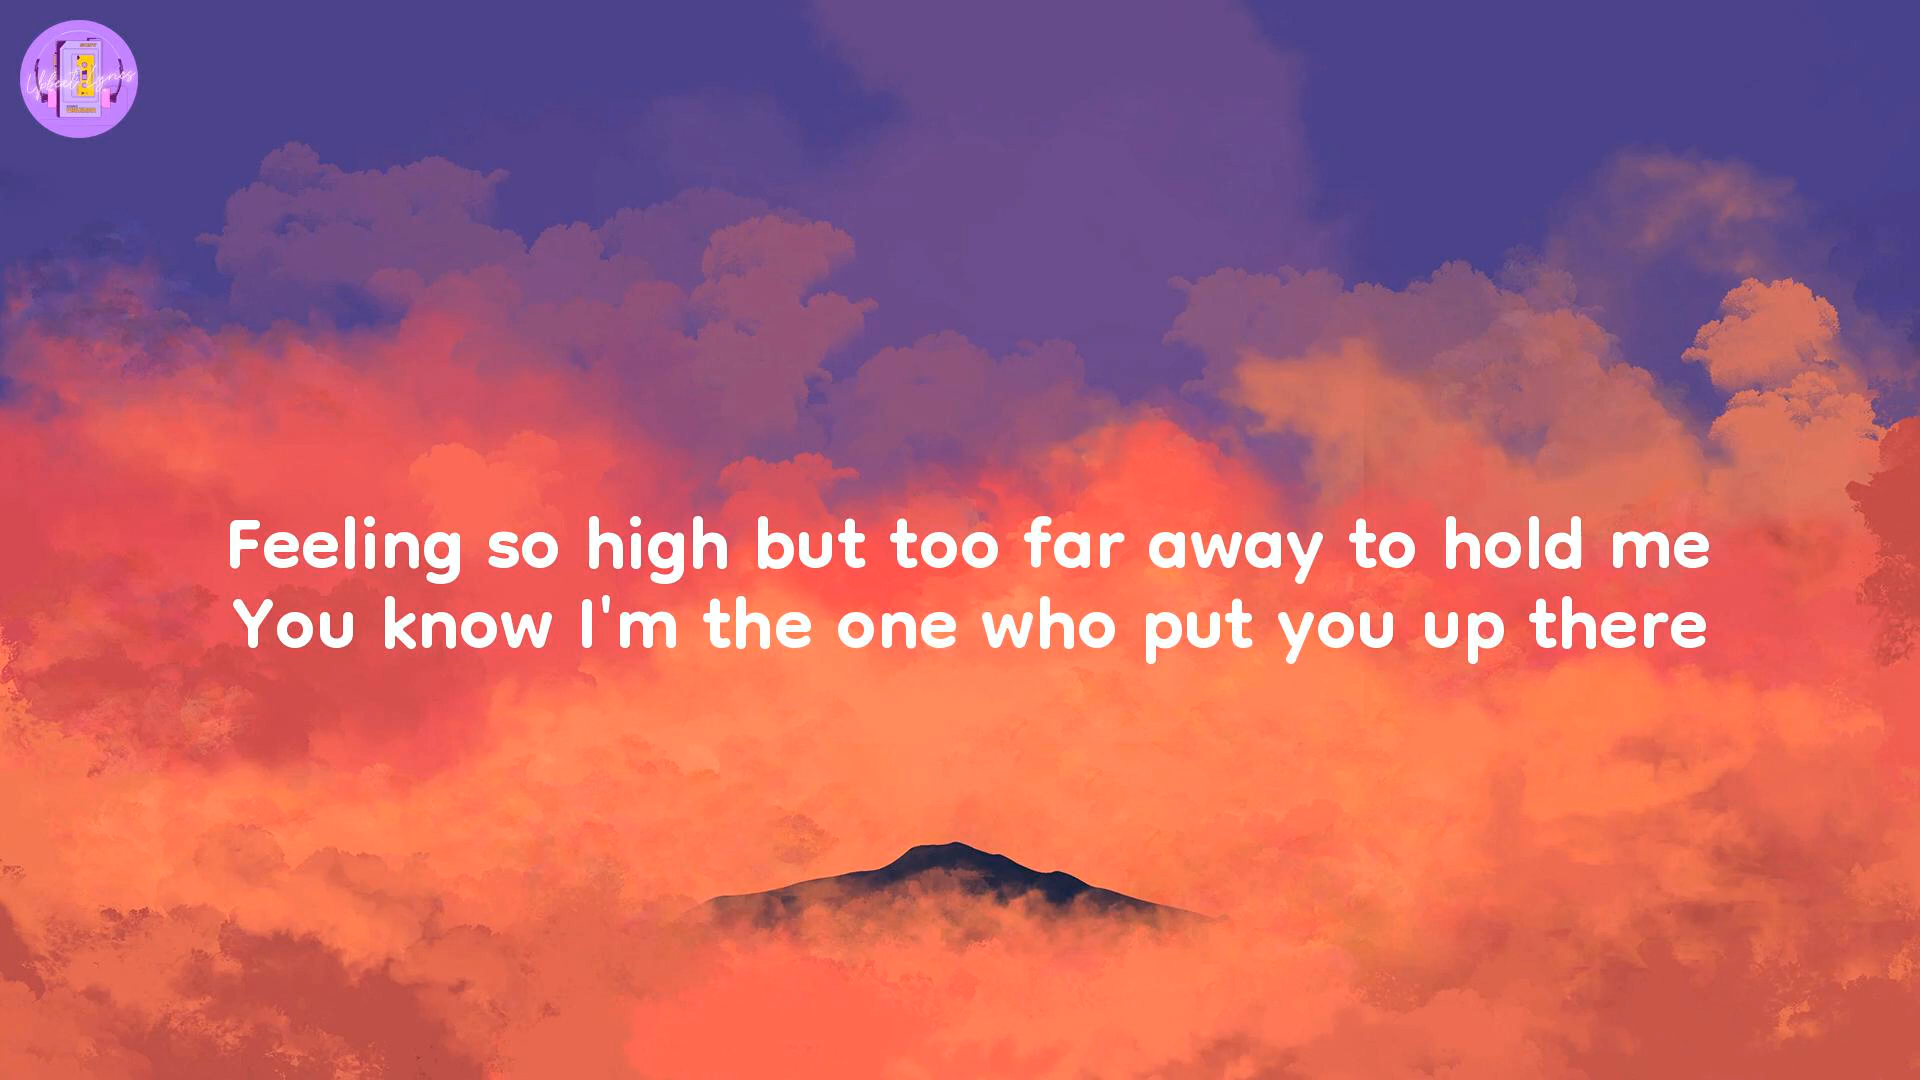 Feeling so high but too far away to hold me
You know I'm the one who put you up there